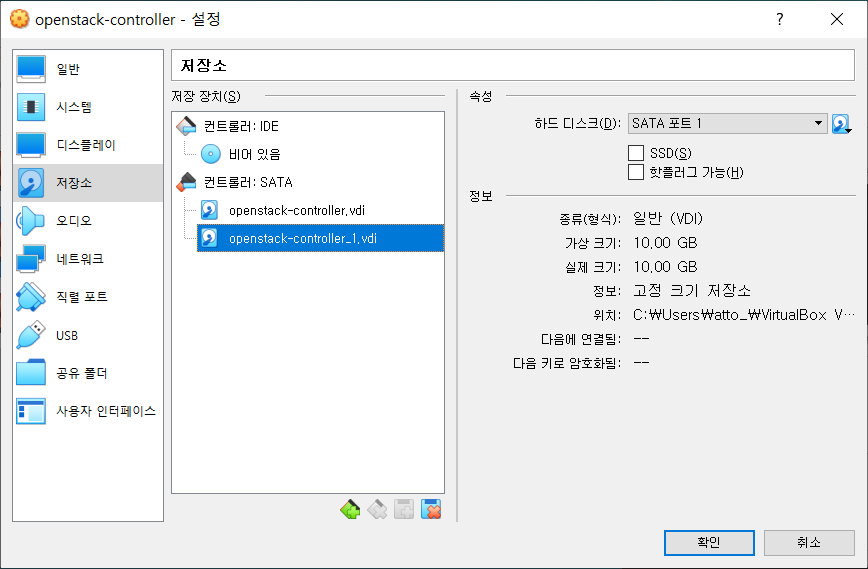 openstack-controller - 설정
일반
시스템
디스플레이
저장소
오디오
네트워크
직렬 포트
USB
공유 폴더
사용자 인터페이스
저장소
저장 장치(S)
컨트롤러: IDE
비어 있음
컨트롤러: SATA
openstack-controller.vdi
openstack-controller_1.vdi
속성
하드 디스크(D): SATA 포트 1
SSD(S)
핫플러그 가능(H)
정보
종류(형식): 일반 (VDI)
가상 크기: 10.00 GB
실제 크기: 10.00 GB
정보: 고정 크기 저장소
위치: C:₩Users₩atto_₩VirtualBox V⋯
다음에 연결됨: --
다음 키로 암호화됨: --
확인
취소